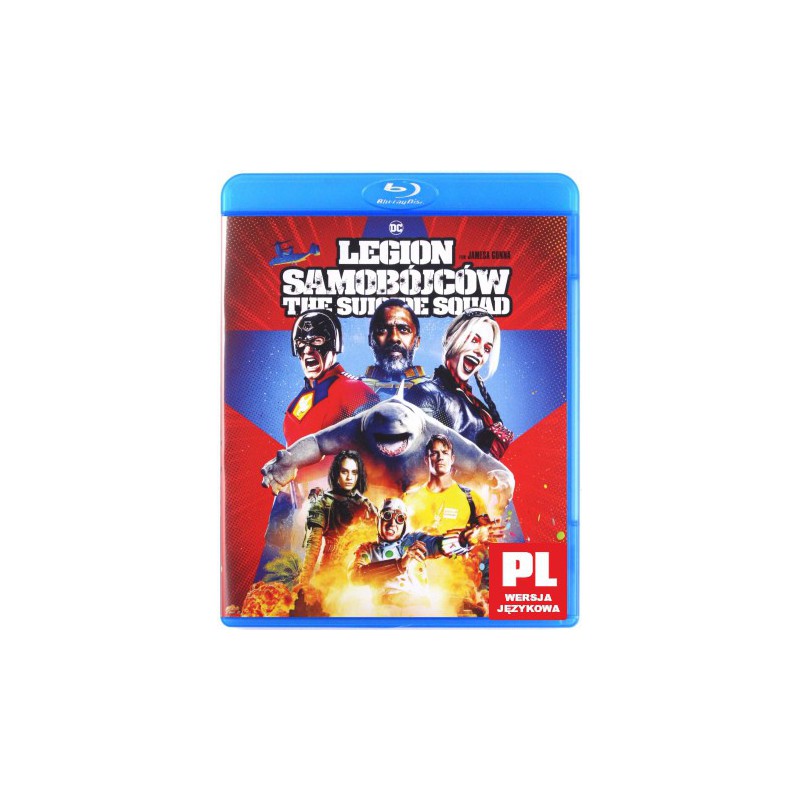 Blu-ray Disc
DC
LEGION
JAMESA GUNNA
SAMOBÓJCÓW
THE SUICIDE SQUAD
PL
WERSJA
JĘZYKOWA